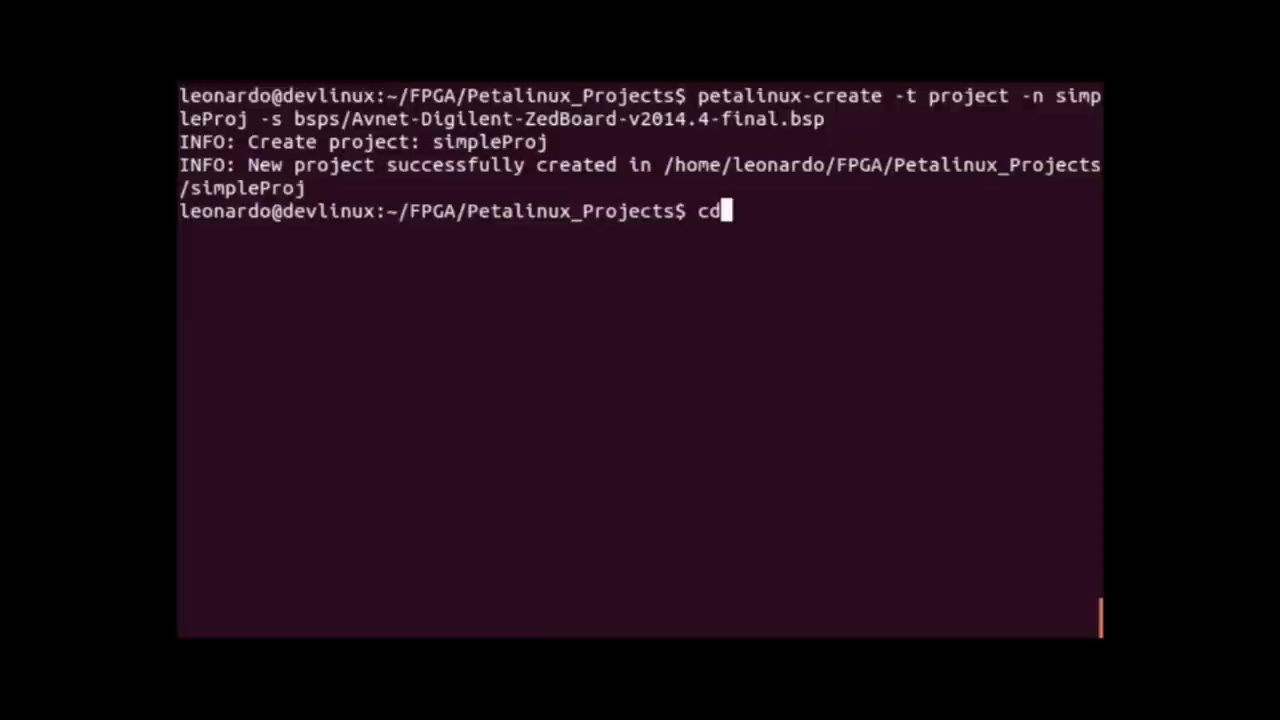 leonardo@devlinux:~/FPGA/Petalinux_Projects$ petalinux-create -t project -n simp
leProj -s bsps/Avnet-Digilent-ZedBoard-v2014.4-final.bsp
INFO: Create project: simpleProj
INFO: New project successfully created in /home/leonardo/FPGA/Petalinux_Projects
/simpleProj
leonardo@devlinux:~/FPGA/Petalinux_Projects$ cd